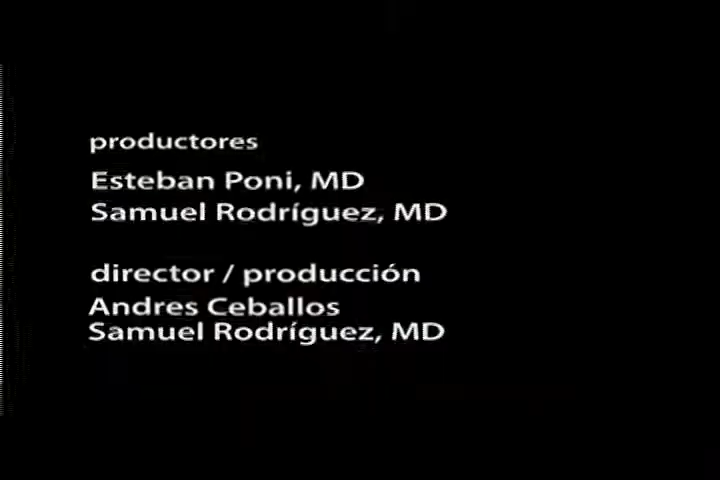 productores
Esteban Poni, MD
Samuel Rodríguez, MD
director / producción
Andres Ceballos
Samuel Rodríguez, MD